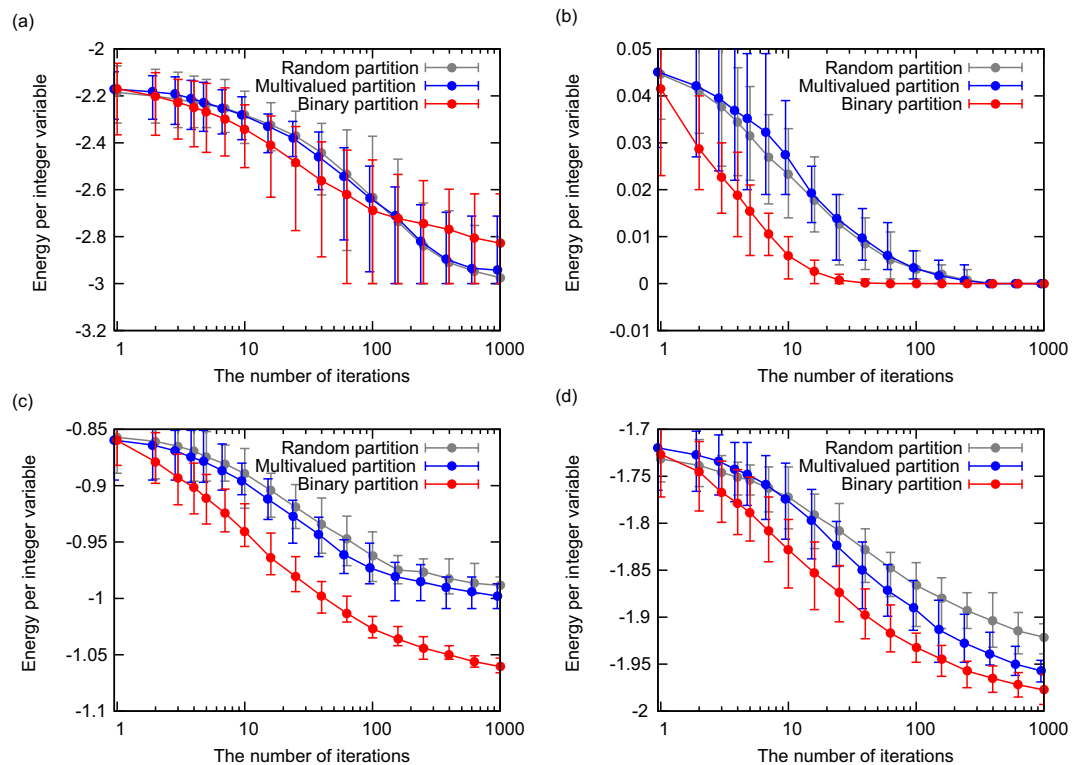 (a)
Energy per integer variable
-2
-2.2
-2.4
-2.6
-2.8
-3
-3.2
Random partition
Multivalued partition
Binary partition
1
10
100
1000
The number of iterations
(b)
Energy per integer variable
0.05
0.04
0.03
0.02
0.01
0
-0.01
Random partition
Multivalued partition
Binary partition
1
10
100
1000
The number of iterations
(c)
Energy per integer variable
-0.85
-0.9
-0.95
-1
-1.05
-1.1
Random partition
Multivalued partition
Binary partition
1
10
100
1000
The number of iterations
(d)
Energy per integer variable
-1.7
-1.75
-1.8
-1.85
-1.9
-1.95
-2
Random partition
Multivalued partition
Binary partition
1
10
100
1000
The number of iterations